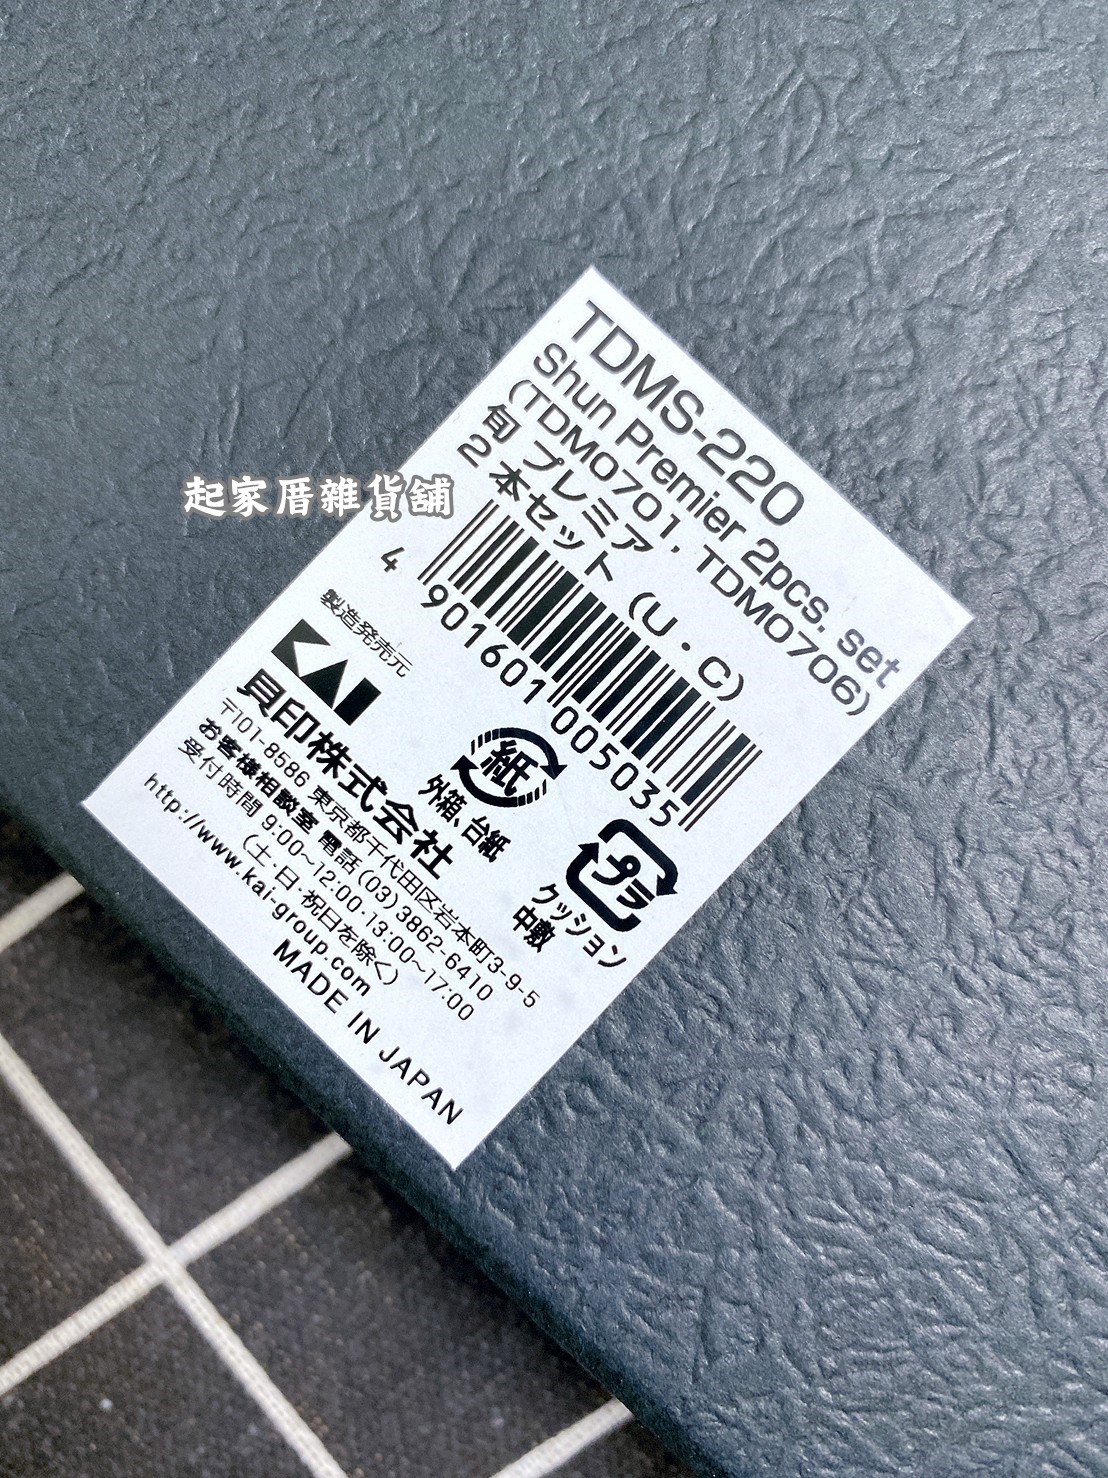 TDMS-220
Shun Premier 2pcs. set
(TDM0701, TDM0706)
旬 プレミア
2 本セット (U・C)
4 901601 005035
起家厝雜貨舖
製造発売元
KAI
貝印株式会社
〒101-8586 東京都千代田区岩本町3-9-5
お客様相談室 電話 (03) 3862-6410
受付時間 9:00~12:00・13:00~17:00
(土・日・祝日を除く)
http://www.kai-group.com
MADE IN JAPAN
紙
外箱、台紙
プラ
クッション
中敷